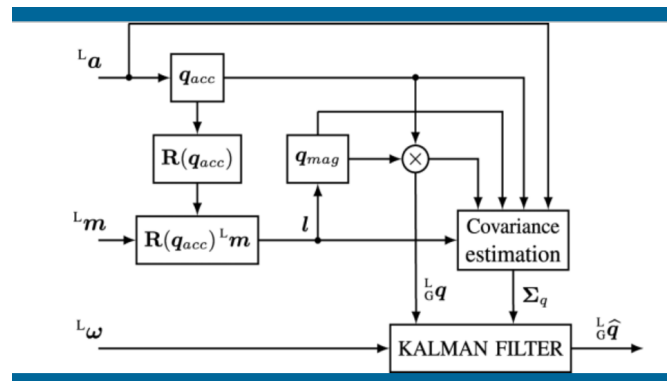 ᴸa
q_acc
R(q_acc)
q_mag
×
ᴸm
R(q_acc) ᴸm
l
Covariance
estimation
ᴸ_G q
Σ_q
ᴸω
KALMAN FILTER
ᴸ_G q̂